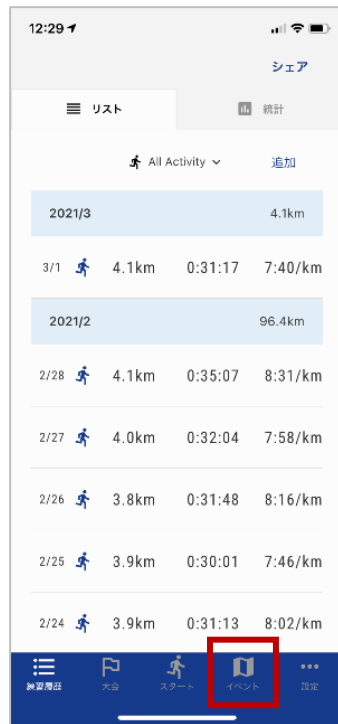 12:29
シェア
リスト 統計
All Activity 追加
2021/3 4.1km
3/1 4.1km 0:31:17 7:40/km
2021/2 96.4km
2/28 4.1km 0:35:07 8:31/km
2/27 4.0km 0:32:04 7:58/km
2/26 3.8km 0:31:48 8:16/km
2/25 3.9km 0:30:01 7:46/km
2/24 3.9km 0:31:13 8:02/km
練習履歴 大会 スタート イベント 設定